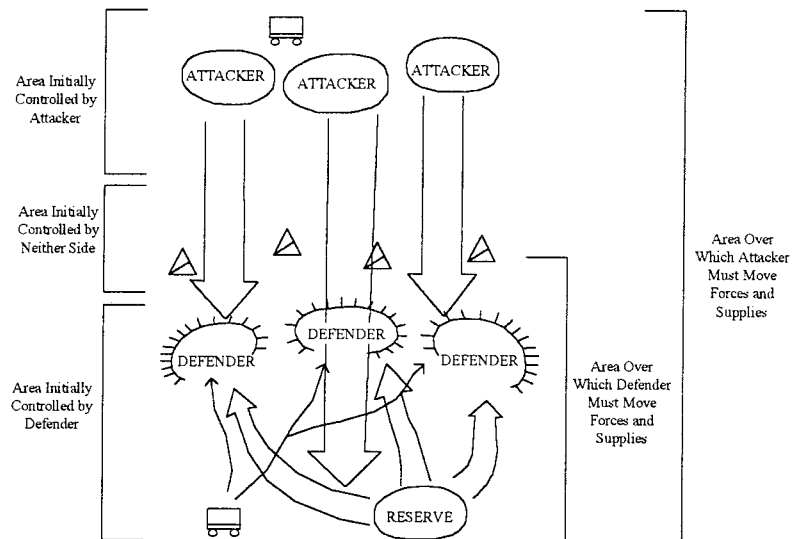 ATTACKER
ATTACKER
ATTACKER
Area Initially
Controlled by
Attacker
Area Initially
Controlled by
Neither Side
Area Over
Which Attacker
Must Move
Forces and
Supplies
DEFENDER
DEFENDER
DEFENDER
Area Initially
Controlled by
Defender
Area Over
Which Defender
Must Move
Forces and
Supplies
RESERVE